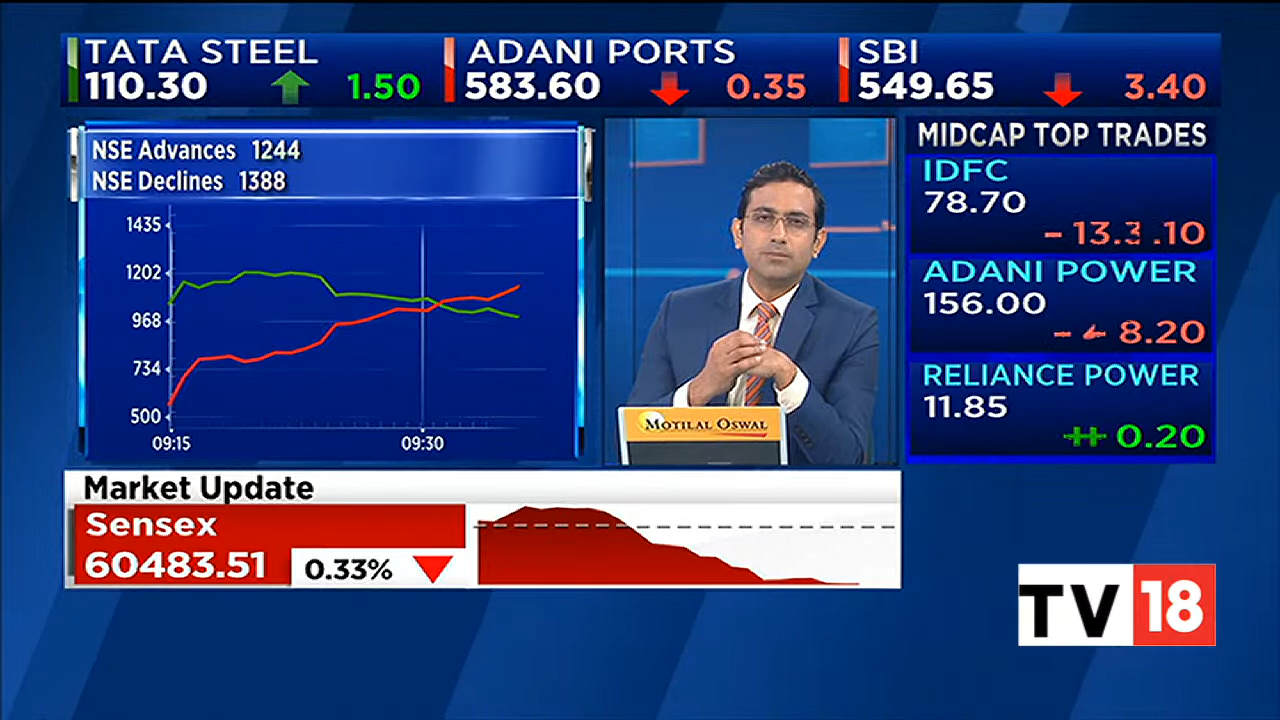 TATA STEEL
110.30 1.50
ADANI PORTS
583.60 0.35
SBI
549.65 3.40
NSE Advances 1244
NSE Declines 1388
1435
1202
968
734
500
09:15 09:30
MOTILAL OSWAL
MIDCAP TOP TRADES
IDFC
78.70
ADANI POWER
156.00
- 8.20
RELIANCE POWER
11.85
0.20
Market Update
Sensex
60483.51 0.33%
TV18